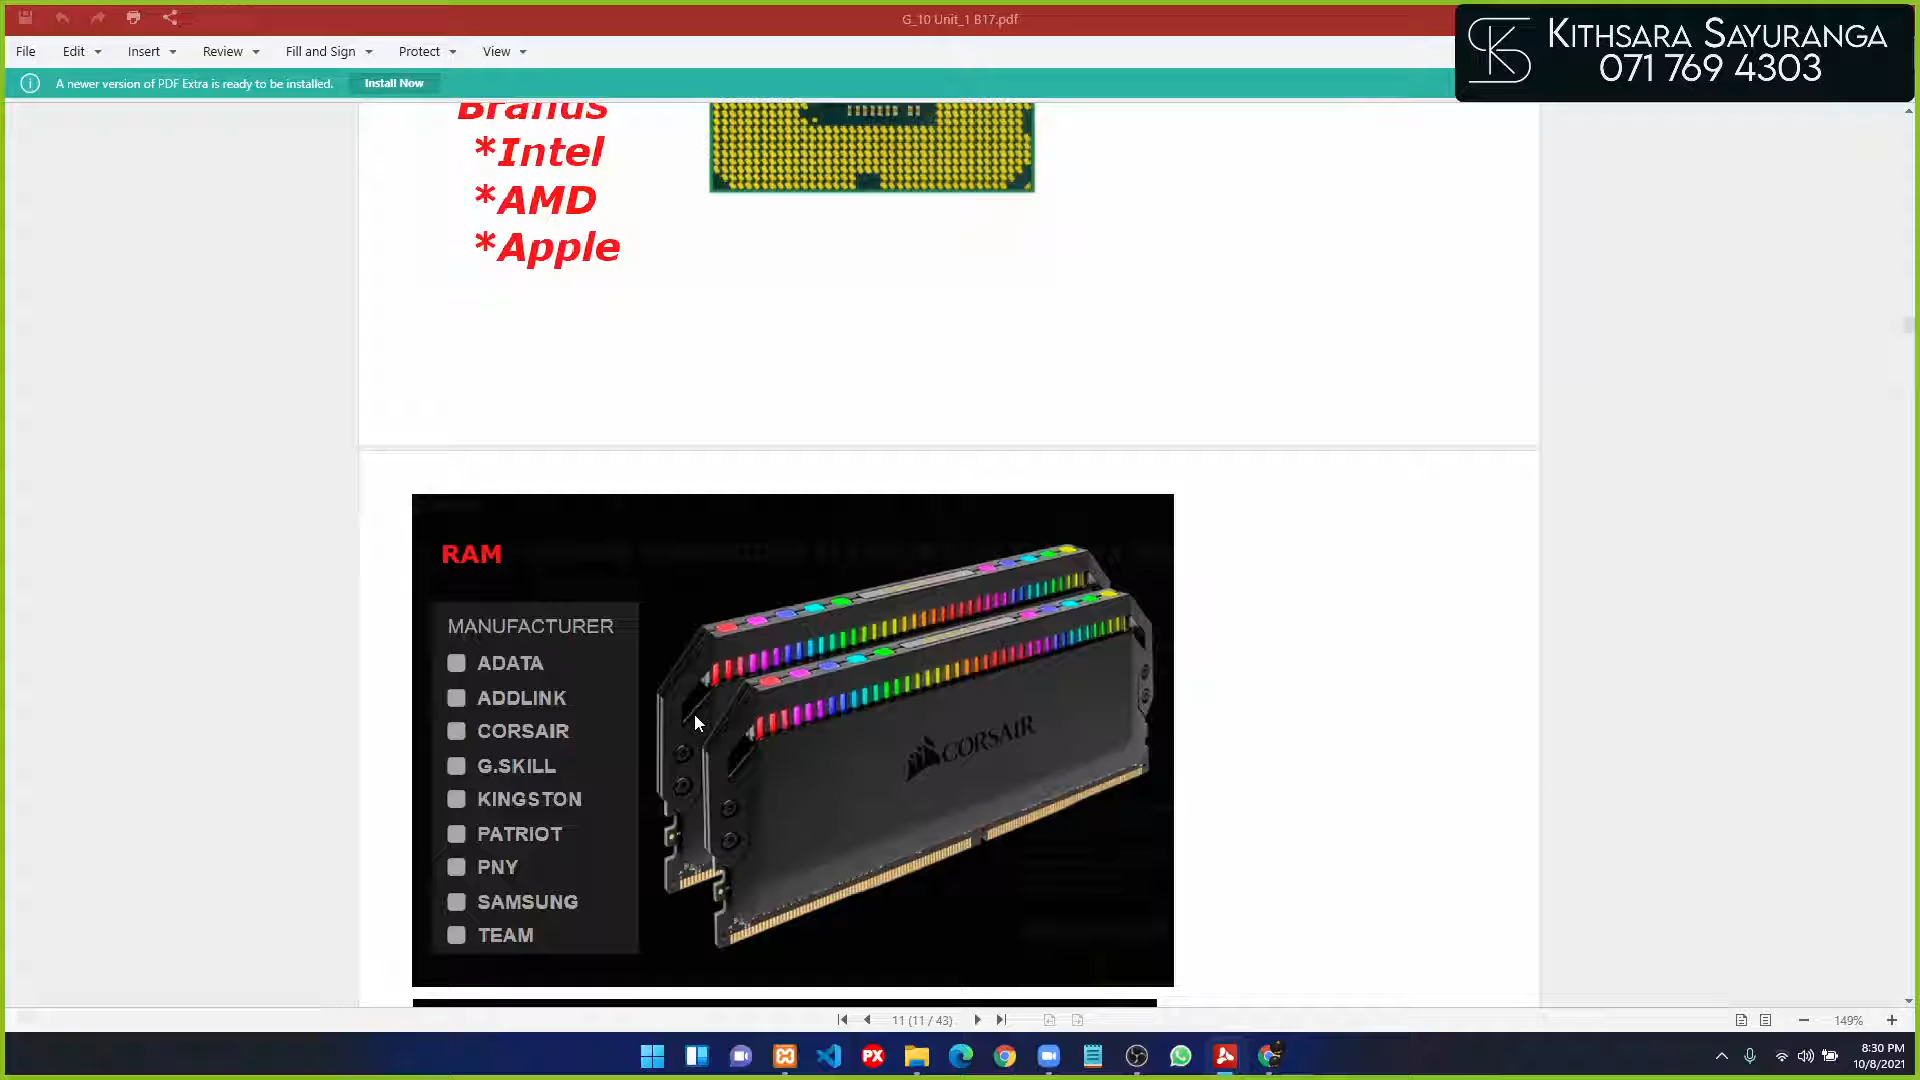 G_10 Unit_1 B17.pdf
KITHSARA SAYURANGA
071 769 4303
File Edit Insert Review Fill and Sign Protect View
A newer version of PDF Extra is ready to be installed. Install Now
Brands
*Intel
*AMD
*Apple
RAM
MANUFACTURER
ADATA
ADDLINK
CORSAIR
G.SKILL
KINGSTON
PATRIOT
PNY
SAMSUNG
TEAM
CORSAIR
11 (11 / 43)
149%
PX
8:30 PM
10/8/2021